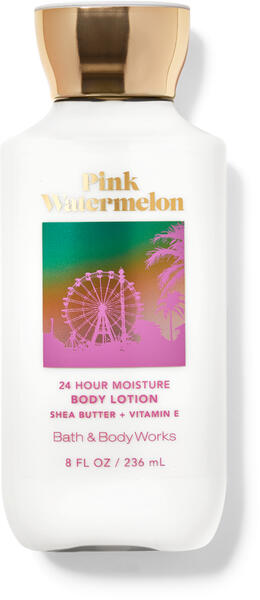 Pink
Watermelon
24 HOUR MOISTURE
BODY LOTION
SHEA BUTTER + VITAMIN E
Bath & Body Works
8 FL OZ / 236 mL